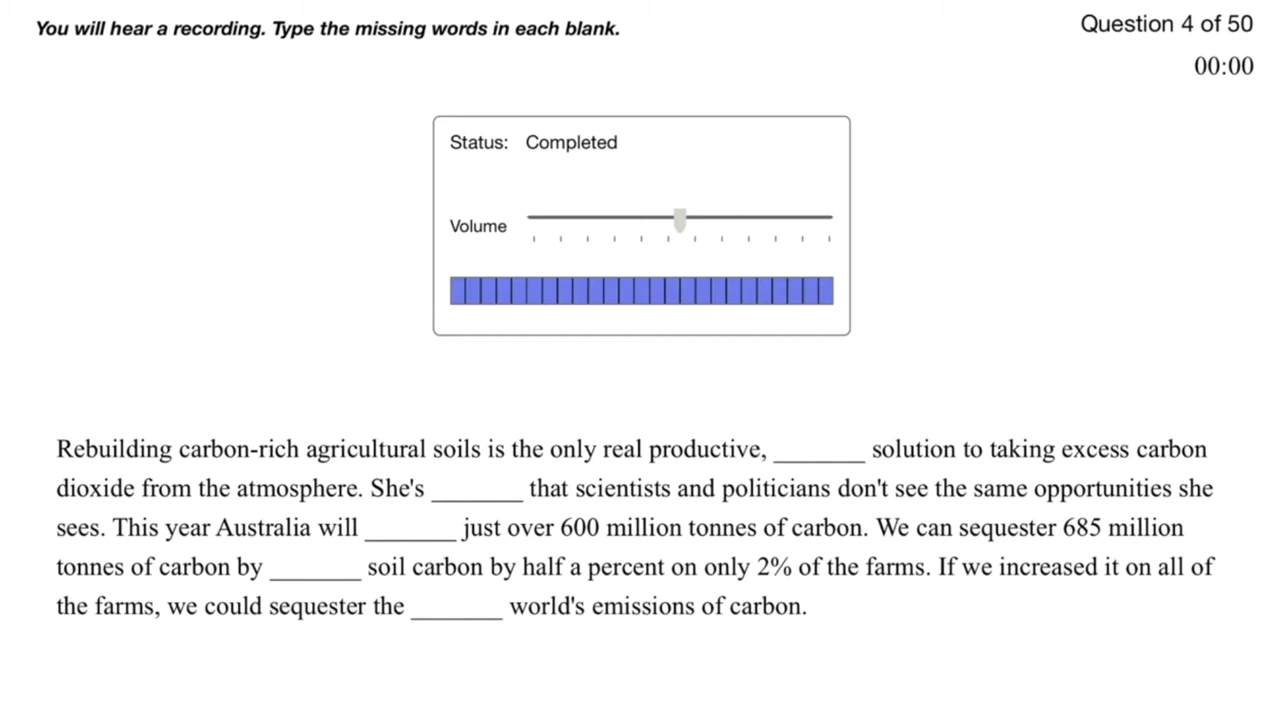 You will hear a recording. Type the missing words in each blank.
Question 4 of 50
00:00
Status: Completed
Volume
Rebuilding carbon-rich agricultural soils is the only real productive, _______ solution to taking excess carbon
dioxide from the atmosphere. She's _______ that scientists and politicians don't see the same opportunities she
sees. This year Australia will _______ just over 600 million tonnes of carbon. We can sequester 685 million
tonnes of carbon by _______ soil carbon by half a percent on only 2% of the farms. If we increased it on all of
the farms, we could sequester the _______ world's emissions of carbon.